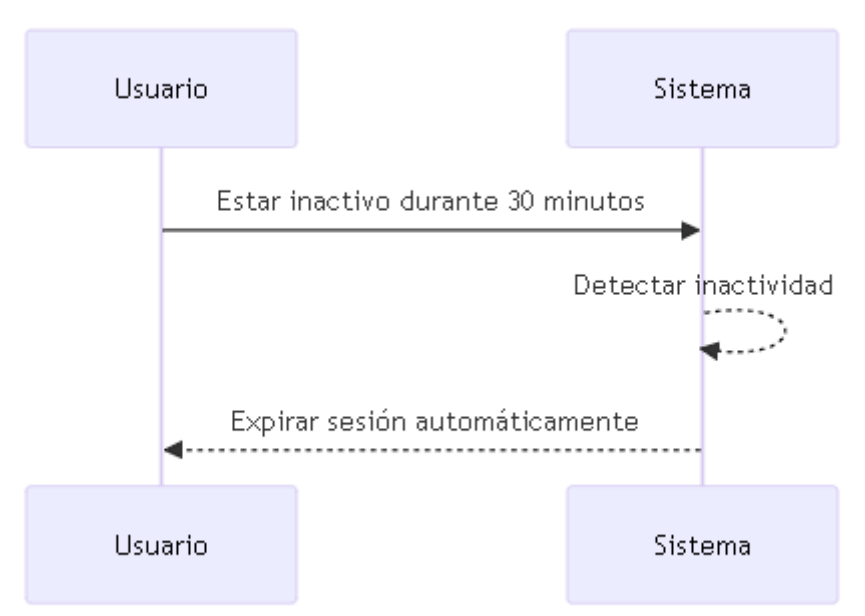 Usuario
Sistema
Estar inactivo durante 30 minutos
Detectar inactividad
Expirar sesión automáticamente
Usuario
Sistema